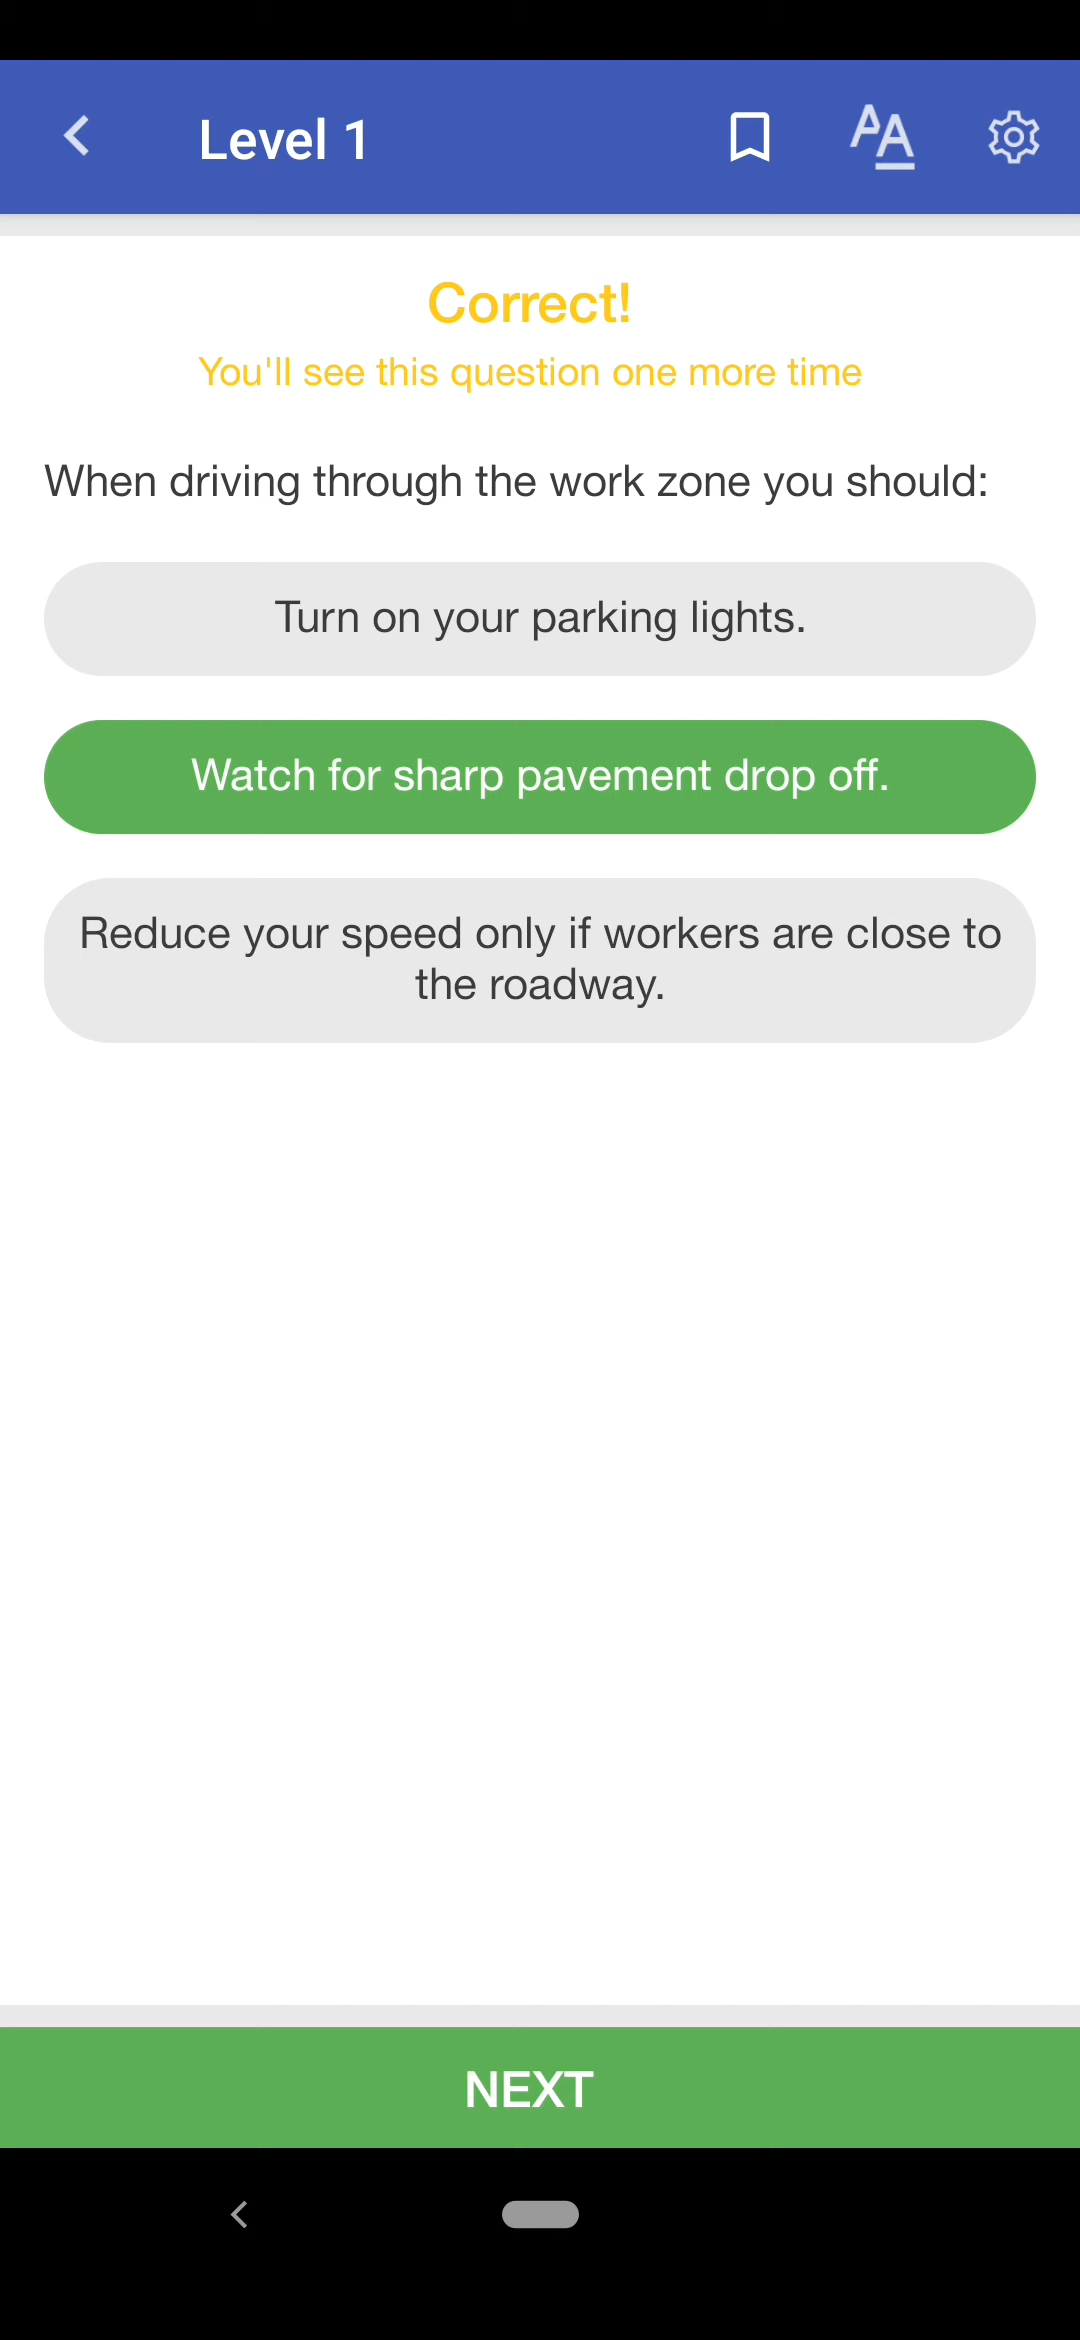 Level 1
Correct!
You'll see this question one more time
When driving through the work zone you should:
Turn on your parking lights.
Watch for sharp pavement drop off.
Reduce your speed only if workers are close to
the roadway.
NEXT